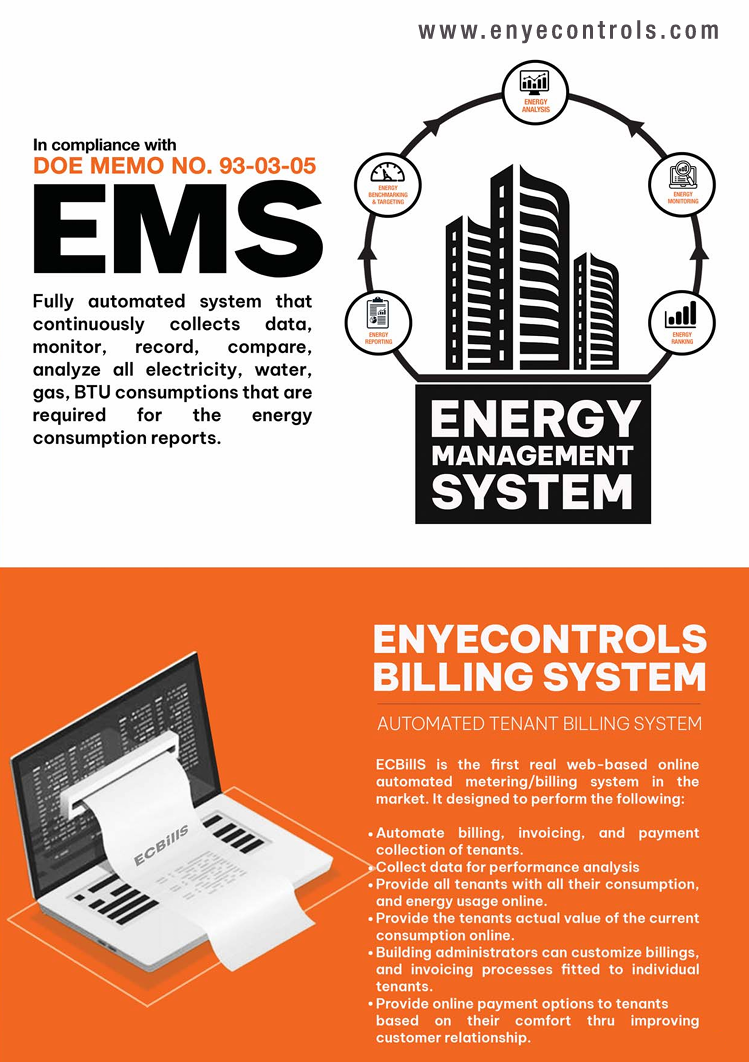 www.enyecontrols.com
In compliance with
DOE MEMO NO. 93-03-05
EMS
Fully automated system that
continuously collects data,
monitor, record, compare,
analyze all electricity, water,
gas, BTU consumptions that are
required for the energy
consumption reports.
ENERGY
ANALYSIS
ENERGY
BENCHMARKING
& TARGETING
ENERGY
MONITORING
ENERGY
REPORTING
ENERGY
RANKING
ENERGY
MANAGEMENT
SYSTEM
ENYECONTROLS
BILLING SYSTEM
AUTOMATED TENANT BILLING SYSTEM
ECBillS is the first real web-based online
automated metering/billing system in the
market. It designed to perform the following:
•Automate billing, invoicing, and payment
collection of tenants.
•Collect data for performance analysis
•Provide all tenants with all their consumption,
and energy usage online.
•Provide the tenants actual value of the current
consumption online.
•Building administrators can customize billings,
and invoicing processes fitted to individual
tenants.
•Provide online payment options to tenants
based on their comfort thru improving
customer relationship.
ECBillS